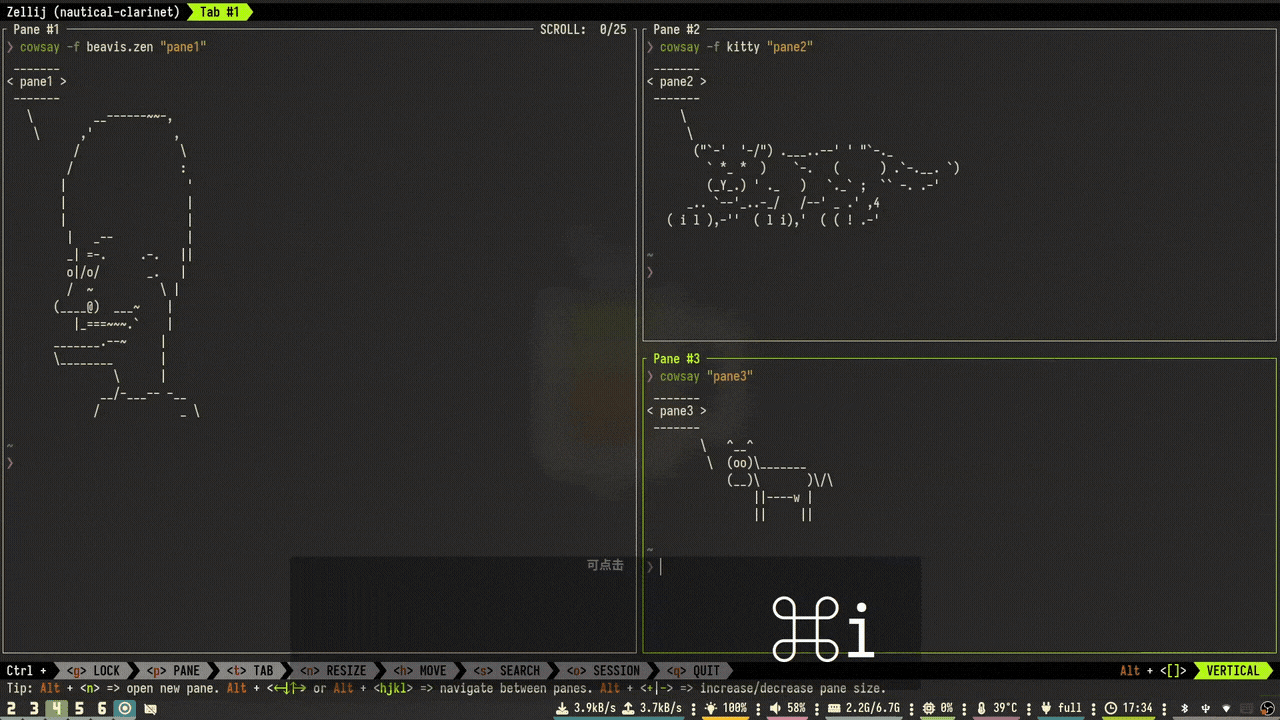 Zellij (nautical-clarinet) Tab #1
Pane #1 SCROLL: 0/25
❯ cowsay -f beavis.zen "pane1"
< pane1 >
~
❯
Pane #2
❯ cowsay -f kitty "pane2"
< pane2 >
~
❯
Pane #3
❯ cowsay "pane3"
< pane3 >
~
❯
可点击
⌘i
Ctrl + <g> LOCK <p> PANE <t> TAB <n> RESIZE <h> MOVE <s> SEARCH <o> SESSION <q> QUIT Alt + <[]> VERTICAL
Tip: Alt + <n> => open new pane. Alt + <←↓↑→> or Alt + <hjkl> => navigate between panes. Alt + <+|-> => increase/decrease pane size.
2 3 4 5 6 3.9kB/s 3.7kB/s 100% 58% 2.2G/6.7G 0% 39°C full 17:34